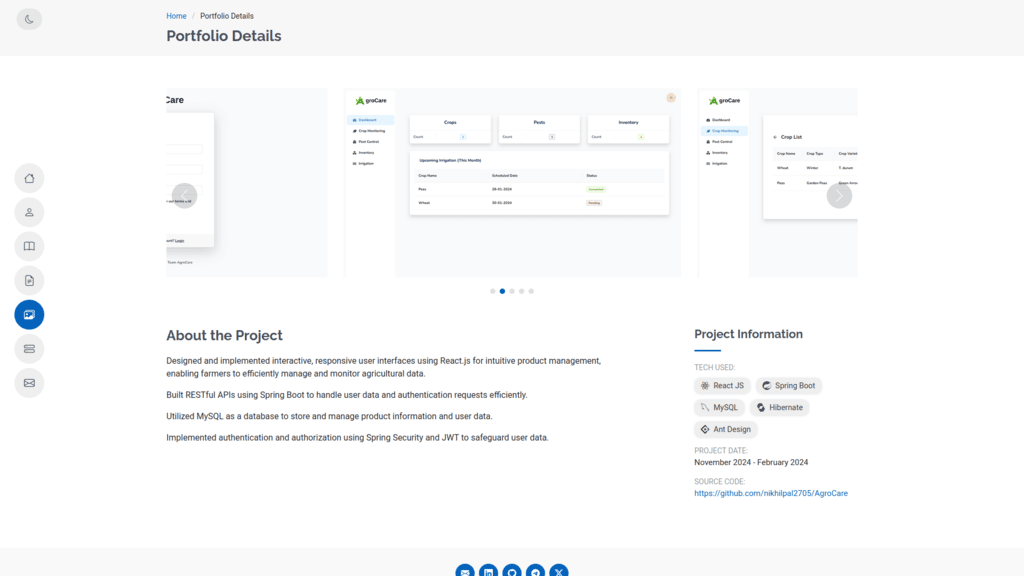 Home / Portfolio Details
Portfolio Details
Care
Login
Team AgroCare
groCare
Dashboard
Crop Monitoring
Pest Control
Inventory
Irrigation
Crops
Count
Pests
Count
Inventory
Count
Upcoming Irrigation (This Month)
Crop Name Scheduled Date Status
Peas 28-01-2024 Completed
Wheat 30-01-2024 Pending
groCare
Dashboard
Crop Monitoring
Pest Control
Inventory
Irrigation
Crop List
Crop Name Crop Type Crop Variet
Wheat Winter T. durum
Peas Garden Peas
About the Project
Designed and implemented interactive, responsive user interfaces using React.js for intuitive product management,
enabling farmers to efficiently manage and monitor agricultural data.
Built RESTful APIs using Spring Boot to handle user data and authentication requests efficiently.
Utilized MySQL as a database to store and manage product information and user data.
Implemented authentication and authorization using Spring Security and JWT to safeguard user data.
Project Information
TECH USED:
React JS
Spring Boot
MySQL
Hibernate
Ant Design
PROJECT DATE:
November 2024 - February 2024
SOURCE CODE:
https://github.com/nikhilpal2705/AgroCare